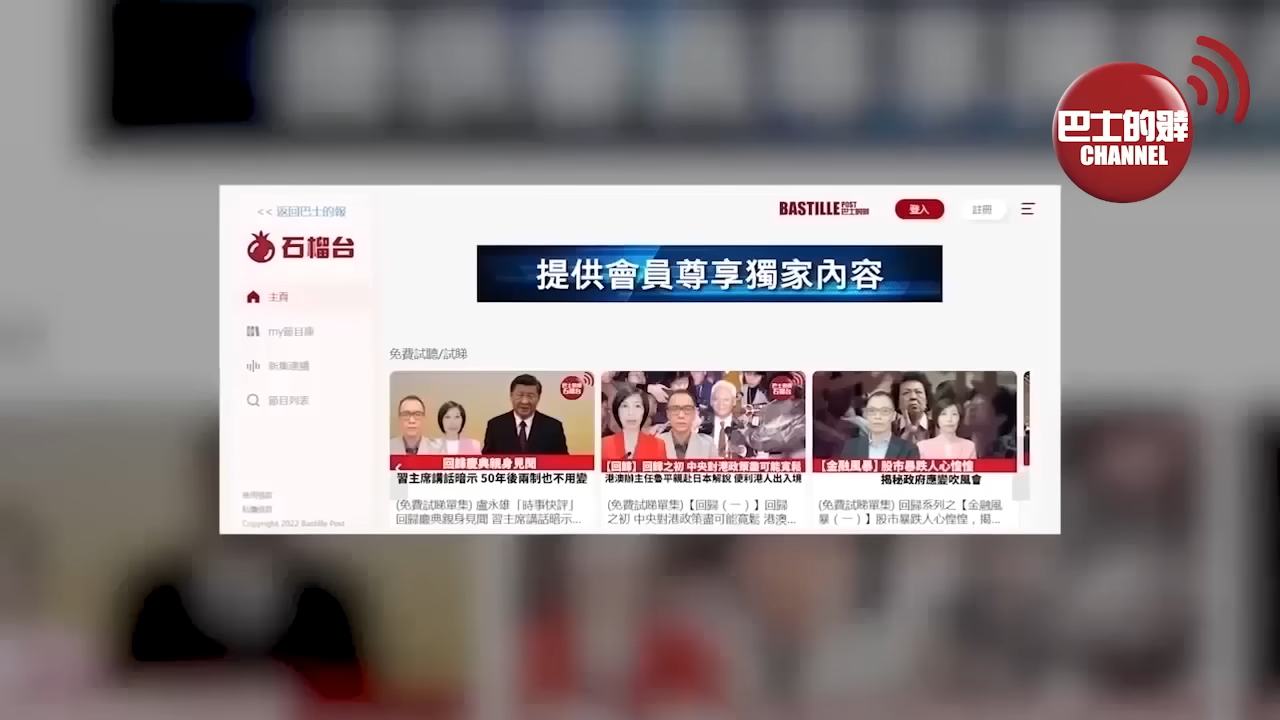 巴士的報
CHANNEL
<< 返回巴士的報
BASTILLE POST
巴士的報
登入
註冊
石榴台
提供會員尊享獨家內容
主頁
my節目庫
新集連播
節目列表
免費試聽/試睇
回歸慶典親身見聞
習主席講話暗示 50年後兩制也不用變
(免費試睇單集) 盧永雄「時事快評」
回歸慶典親身見聞 習主席講話暗示...
【回歸】回歸之初 中央對港政策盡可能寬鬆
港澳辦主任魯平親赴日本解說 便利港人出入境
(免費試睇單集)【回歸(一)】回歸
之初 中央對港政策盡可能寬鬆 港澳...
【金融風暴】股市暴跌人心惶惶
揭秘政府應變吹風會
(免費試睇單集) 回歸系列之【金融風
暴(一)】股市暴跌人心惶惶，揭...
使用條款
私隱條款
Copyright 2022 Bastille Post